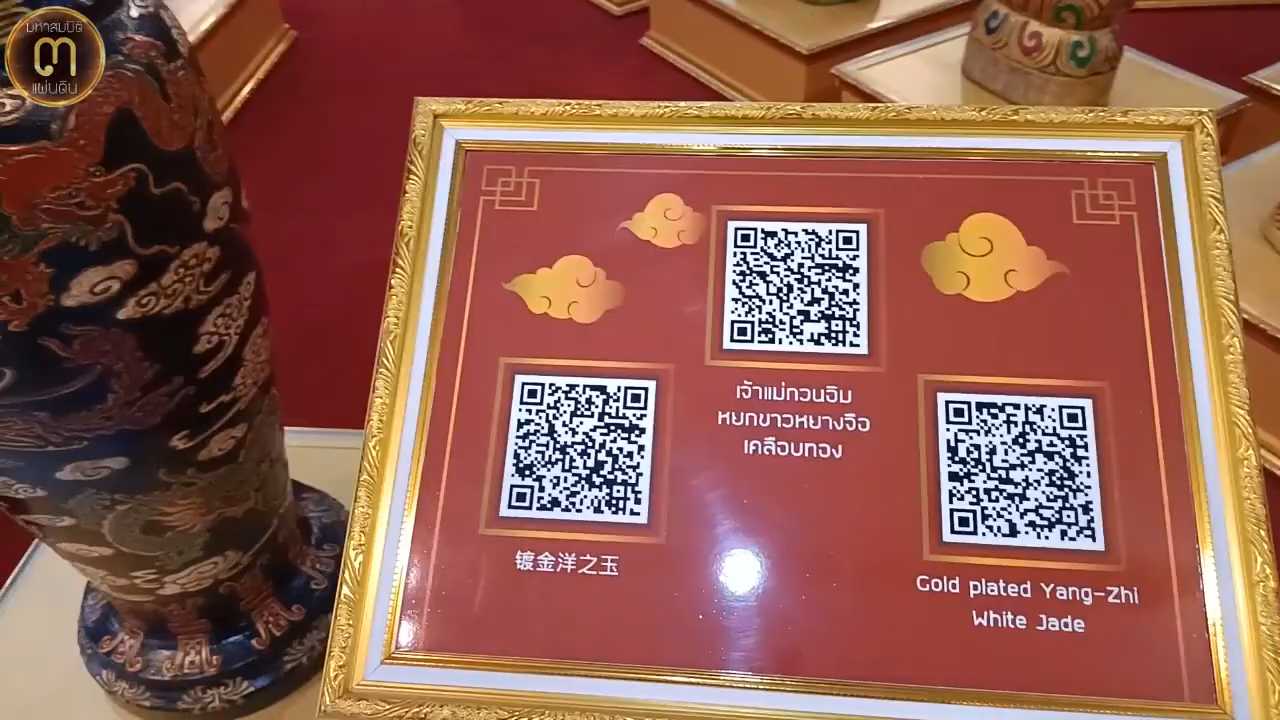 มหาสมบัติ
๓
แผ่นดิน
เจ้าแม่กวนอิม
หยกขาวหยางจือ
เคลือบทอง
镀金洋之玉
Gold plated Yang-Zhi
White Jade